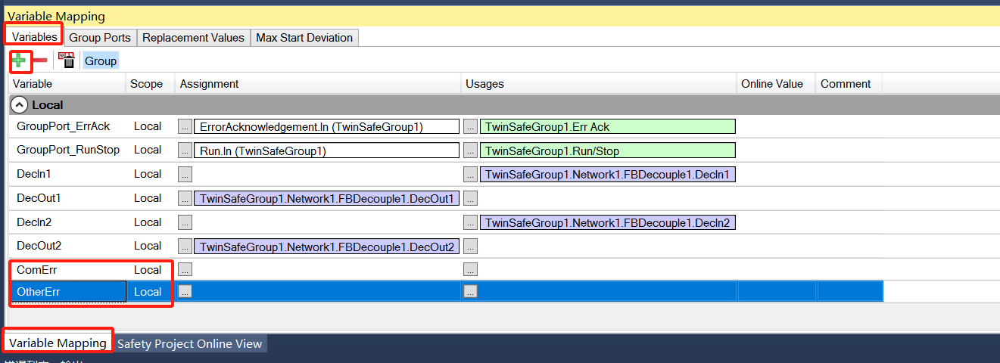 Variable Mapping
Variables Group Ports Replacement Values Max Start Deviation
Group
Variable Scope Assignment Usages Online Value Comment
Local
GroupPort_ErrAck Local ... ErrorAcknowledgement.In (TwinSafeGroup1) ... TwinSafeGroup1.Err Ack
GroupPort_RunStop Local ... Run.In (TwinSafeGroup1) ... TwinSafeGroup1.Run/Stop
DecIn1 Local ... ... TwinSafeGroup1.Network1.FBDecouple1.DecIn1
DecOut1 Local ... TwinSafeGroup1.Network1.FBDecouple1.DecOut1 ...
DecIn2 Local ... ... TwinSafeGroup1.Network1.FBDecouple1.DecIn2
DecOut2 Local ... TwinSafeGroup1.Network1.FBDecouple1.DecOut2 ...
ComErr Local ... ...
OtherErr Local ... ...
Variable Mapping Safety Project Online View